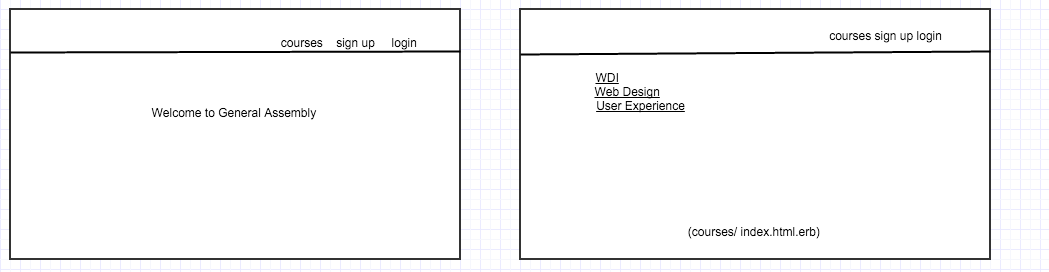 courses sign up login
Welcome to General Assembly
courses sign up login
WDI
Web Design
User Experience
(courses/ index.html.erb)